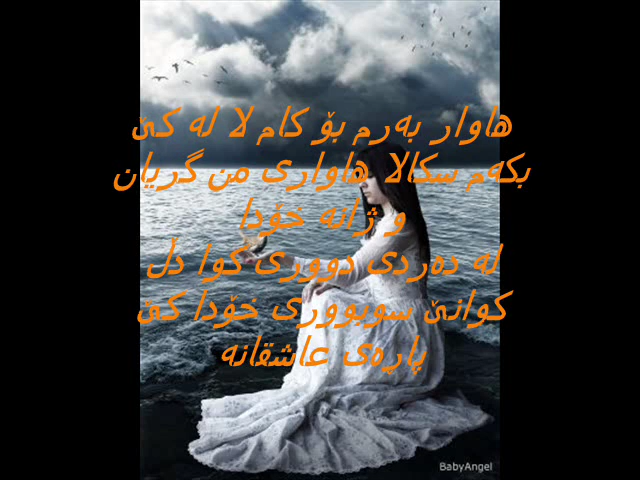 هاوار بەرم بۆ کام لا لە کێ
بکەم سکالا هاواری من گریان
و ژانە خۆدا
لە دەردی دووری کوا دڵ
کوانێ سوبووری خۆدا کێ
پارەی عاشقانە
BabyAngel